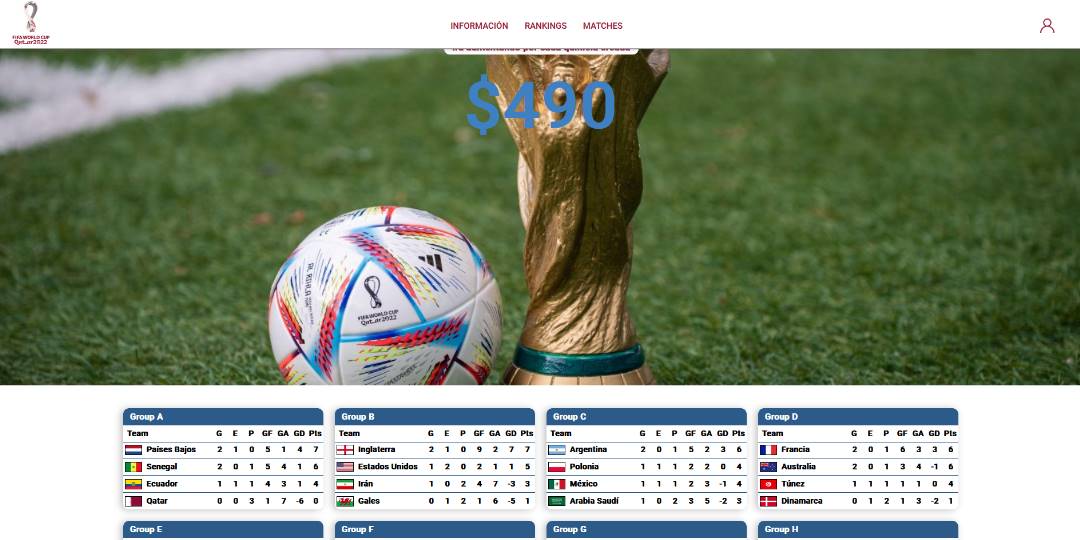 FIFA WORLD CUP
Qatar2022
INFORMACIÓN RANKINGS MATCHES
$490
FIFA WORLD CUP
Qatar2022
Group A
Team G E P GF GA GD Pts
Países Bajos 2 1 0 5 1 4 7
Senegal 2 0 1 5 4 1 6
Ecuador 1 1 1 4 3 1 4
Qatar 0 0 3 1 7 -6 0
Group B
Team G E P GF GA GD Pts
Inglaterra 2 1 0 9 2 7 7
Estados Unidos 1 2 0 2 1 1 5
Irán 1 0 2 4 7 -3 3
Gales 0 1 2 1 6 -5 1
Group C
Team G E P GF GA GD Pts
Argentina 2 0 1 5 2 3 6
Polonia 1 1 1 2 2 0 4
México 1 1 1 2 3 -1 4
Arabia Saudí 1 0 2 3 5 -2 3
Group D
Team G E P GF GA GD Pts
Francia 2 0 1 6 3 3 6
Australia 2 0 1 3 4 -1 6
Túnez 1 1 1 1 1 0 4
Dinamarca 0 1 2 1 3 -2 1
Group E
Group F
Group G
Group H